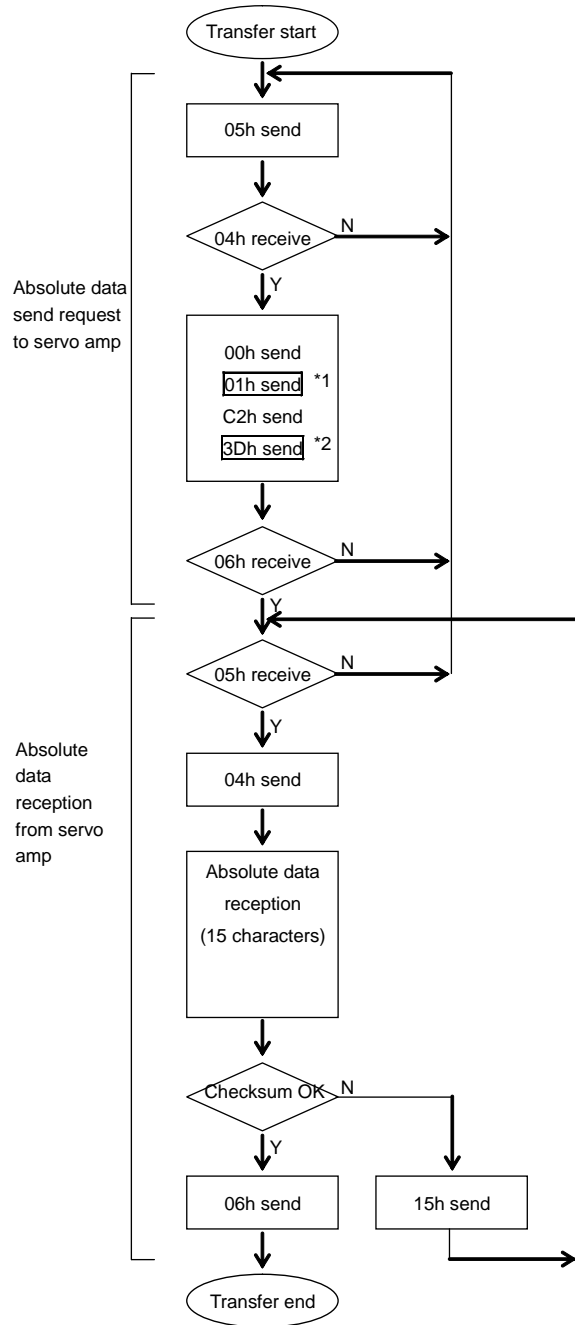 Transfer start
05h send
04h receive
N
Y
Absolute data
send request
to servo amp
00h send
01h send *1
C2h send
3Dh send *2
06h receive
N
Y
05h receive
N
Y
Absolute
data
reception
from servo
amp
04h send
Absolute data
reception
(15 characters)
Checksum OK
N
Y
06h send
15h send
Transfer end